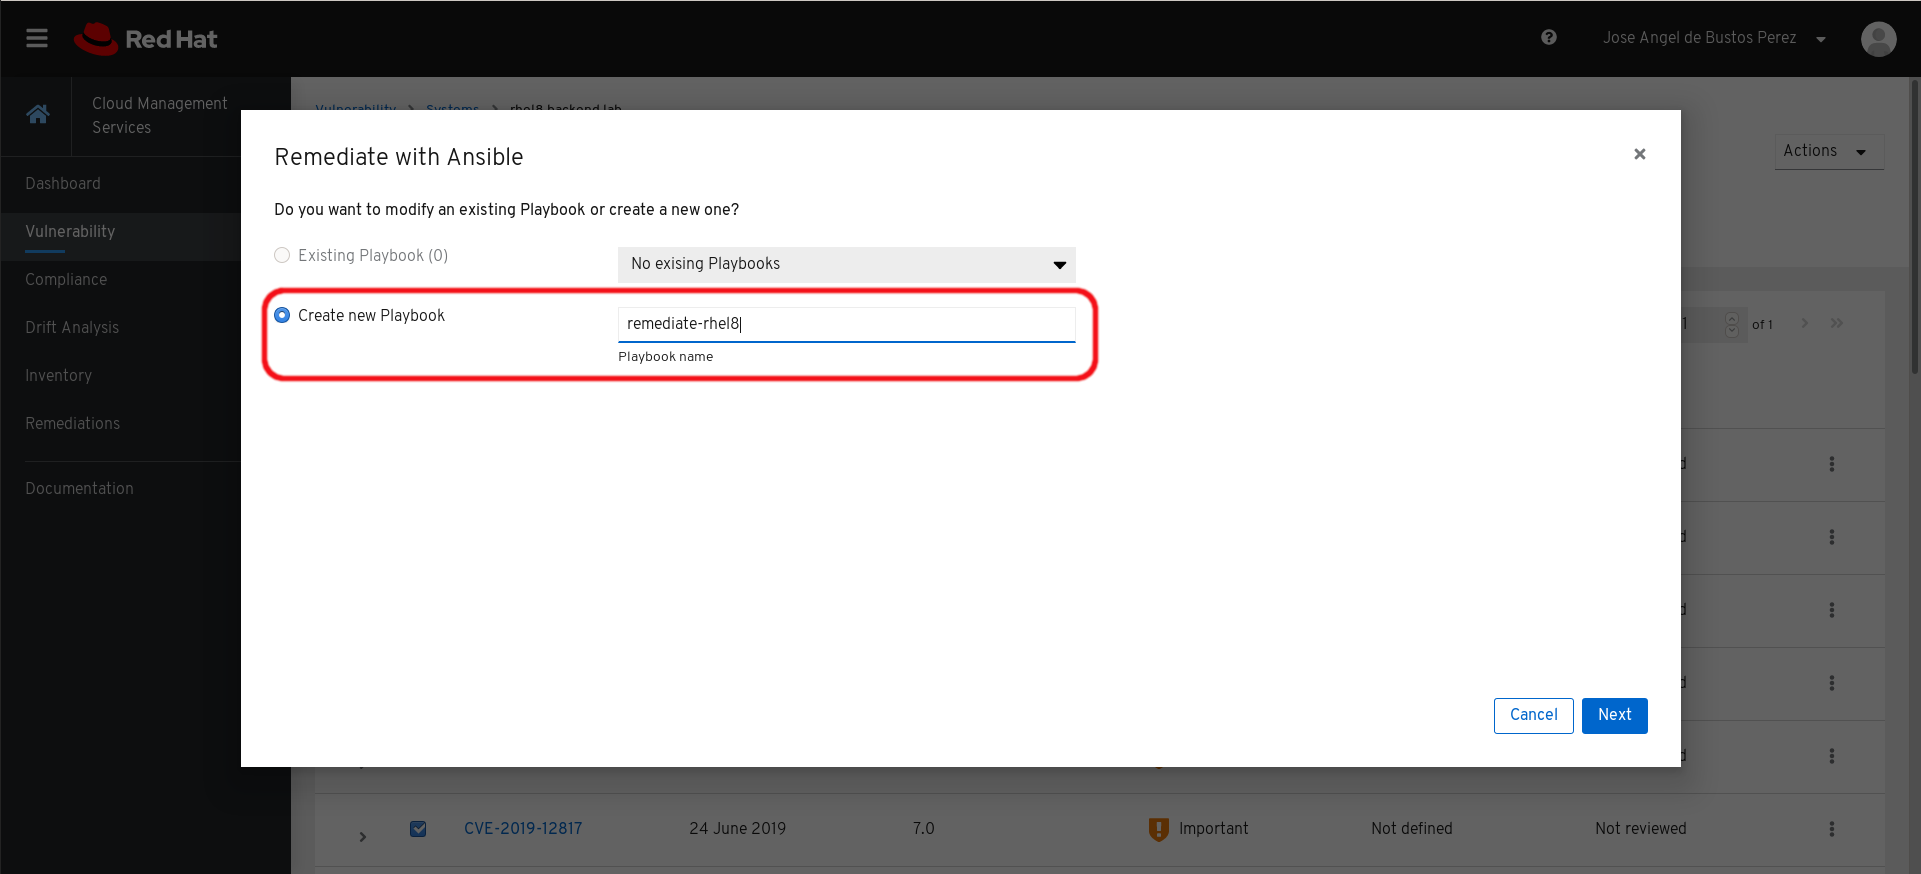 Red Hat
Jose Angel de Bustos Perez
Cloud Management
Services
Vulnerability > Systems > rhel8.backend.lab
Actions
Remediate with Ansible
Do you want to modify an existing Playbook or create a new one?
Existing Playbook (0)
No exising Playbooks
Create new Playbook
remediate-rhel8
Playbook name
Dashboard
Vulnerability
Compliance
Drift Analysis
Inventory
Remediations
Documentation
1 of 1
Cancel
Next
CVE-2019-12817 24 June 2019 7.0 Important Not defined Not reviewed